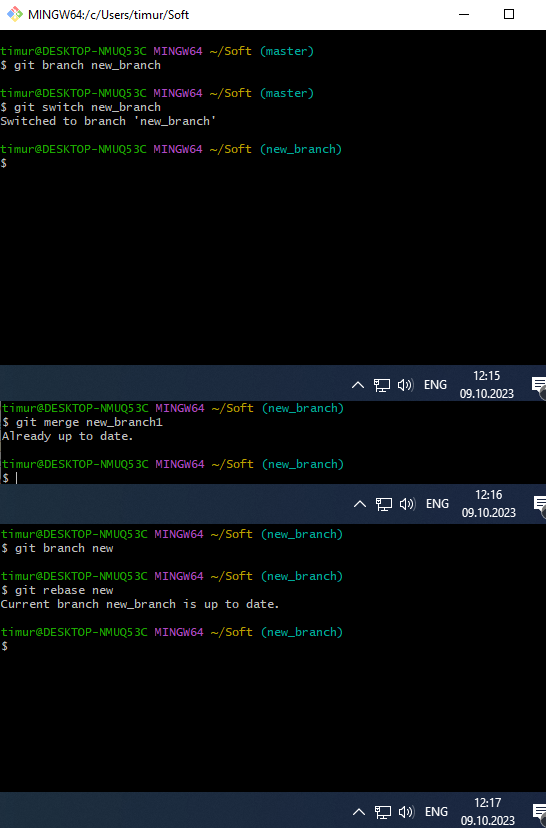 MINGW64:/c/Users/timur/Soft
timur@DESKTOP-NMUQ53C MINGW64 ~/Soft (master)
$ git branch new_branch
timur@DESKTOP-NMUQ53C MINGW64 ~/Soft (master)
$ git switch new_branch
Switched to branch 'new_branch'
timur@DESKTOP-NMUQ53C MINGW64 ~/Soft (new_branch)
$
ENG
12:15
09.10.2023
timur@DESKTOP-NMUQ53C MINGW64 ~/Soft (new_branch)
$ git merge new_branch1
Already up to date.
timur@DESKTOP-NMUQ53C MINGW64 ~/Soft (new_branch)
$
ENG
12:16
09.10.2023
timur@DESKTOP-NMUQ53C MINGW64 ~/Soft (new_branch)
$ git branch new
timur@DESKTOP-NMUQ53C MINGW64 ~/Soft (new_branch)
$ git rebase new
Current branch new_branch is up to date.
timur@DESKTOP-NMUQ53C MINGW64 ~/Soft (new_branch)
$
ENG
12:17
09.10.2023